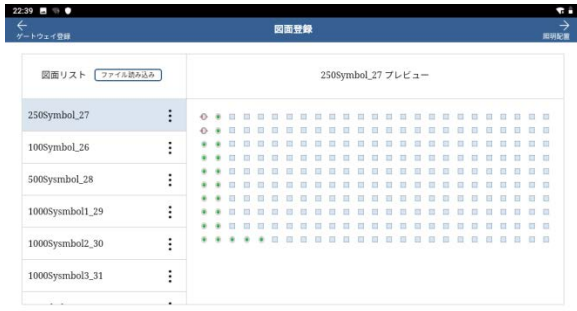 22:39
図面登録
ゲートウェイ登録
照明配置
図面リスト ファイル読み込み
250Symbol_27 プレビュー
250Symbol_27
100Symbol_26
500Sysmbol_28
1000Sysmbol1_29
1000Sysmbol2_30
1000Sysmbol3_31